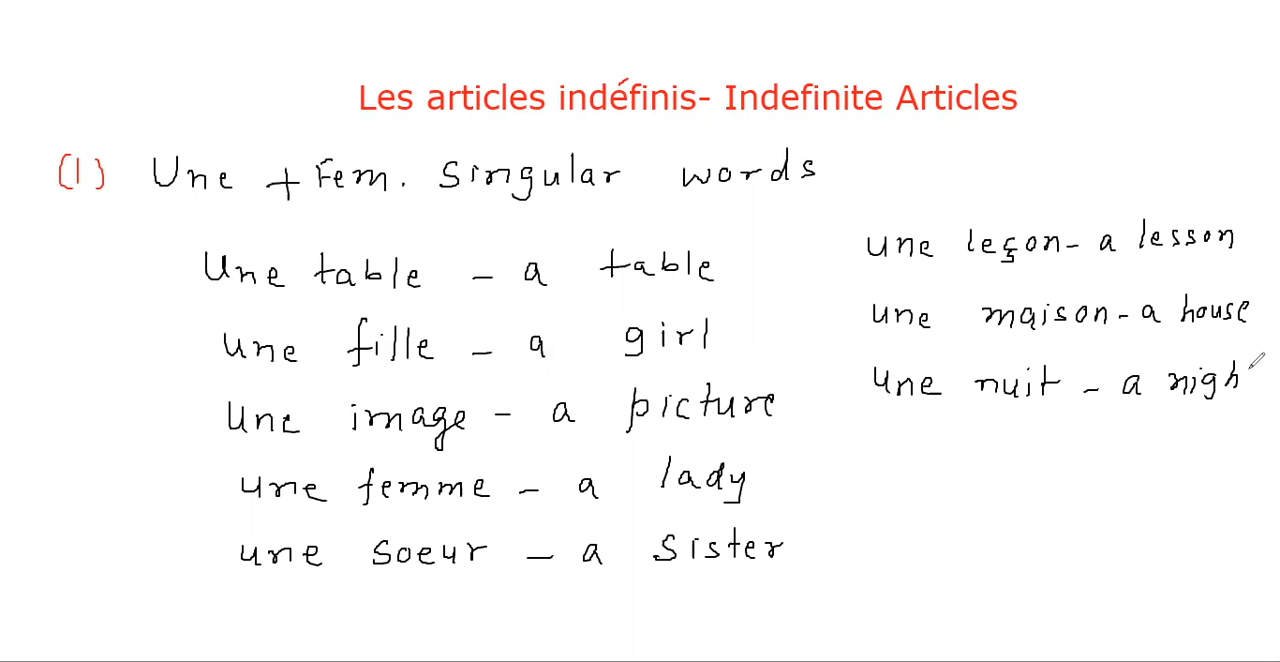 Les articles indéfinis- Indefinite Articles
(1) Une + Fem. Singular words
Une table - a table
une fille - a girl
Une image - a picture
une femme - a lady
une soeur - a sister
une leçon - a lesson
une maison - a house
une nuit - a nigh